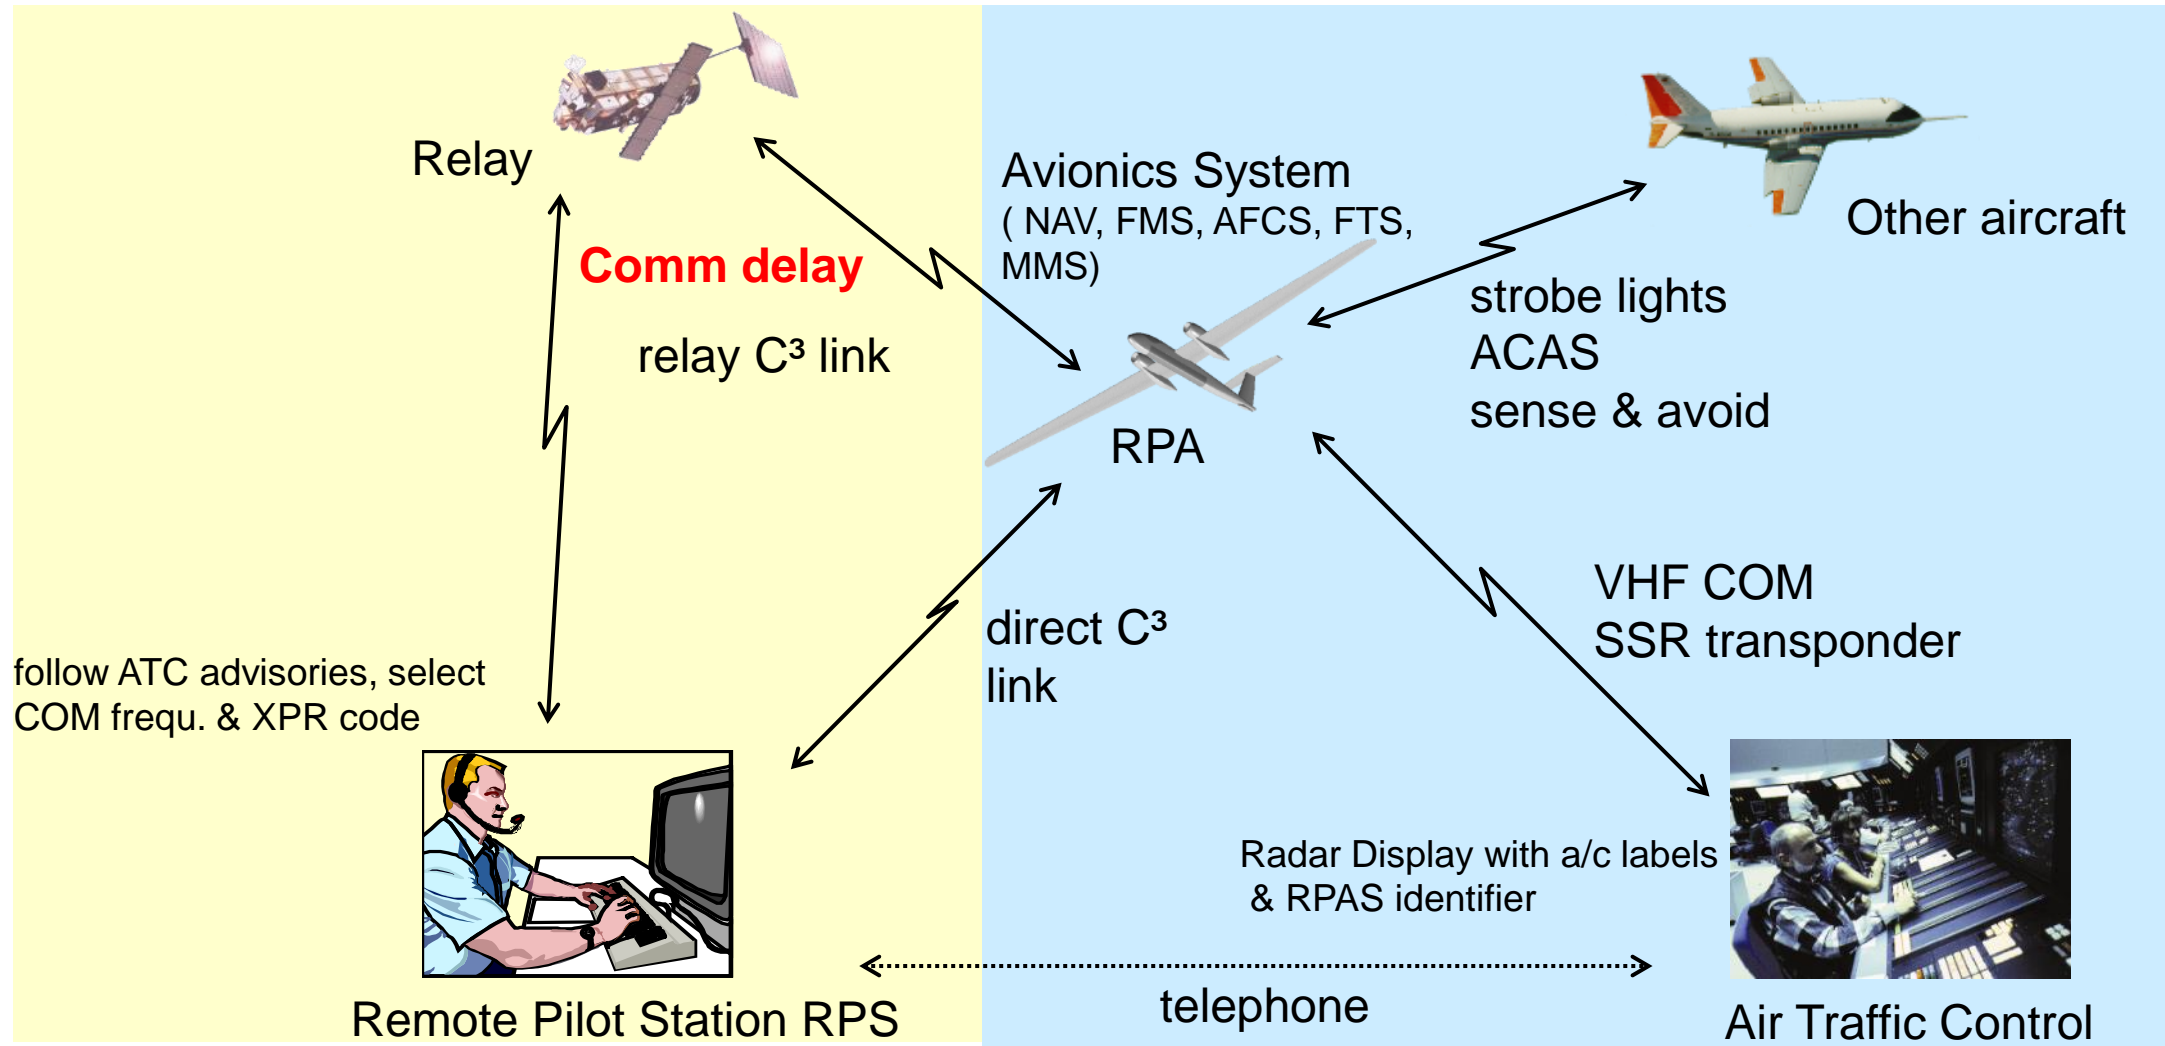 Relay
Comm delay
relay C³ link
Avionics System
( NAV, FMS, AFCS, FTS,
MMS)
Other aircraft
strobe lights
ACAS
sense & avoid
RPA
VHF COM
SSR transponder
direct C³
link
follow ATC advisories, select
COM frequ. & XPR code
Radar Display with a/c labels
& RPAS identifier
telephone
Remote Pilot Station RPS
Air Traffic Control